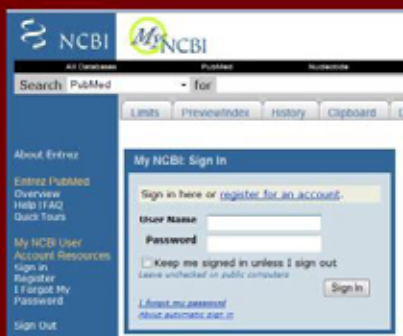 NCBI
My NCBI
All Databases PubMed Nucleotide
Search PubMed for
Limits Preview/Index History Clipboard
About Entrez
Entrez PubMed
Overview
Help | FAQ
Quick Tours
My NCBI User
Account Resources
Sign in
Register
I Forgot My
Password
Sign Out
My NCBI: Sign In
Sign in here or register for an account.
User Name
Password
Keep me signed in unless I sign out
Leave unchecked on public computers
Sign In
I forgot my password
About automatic sign in